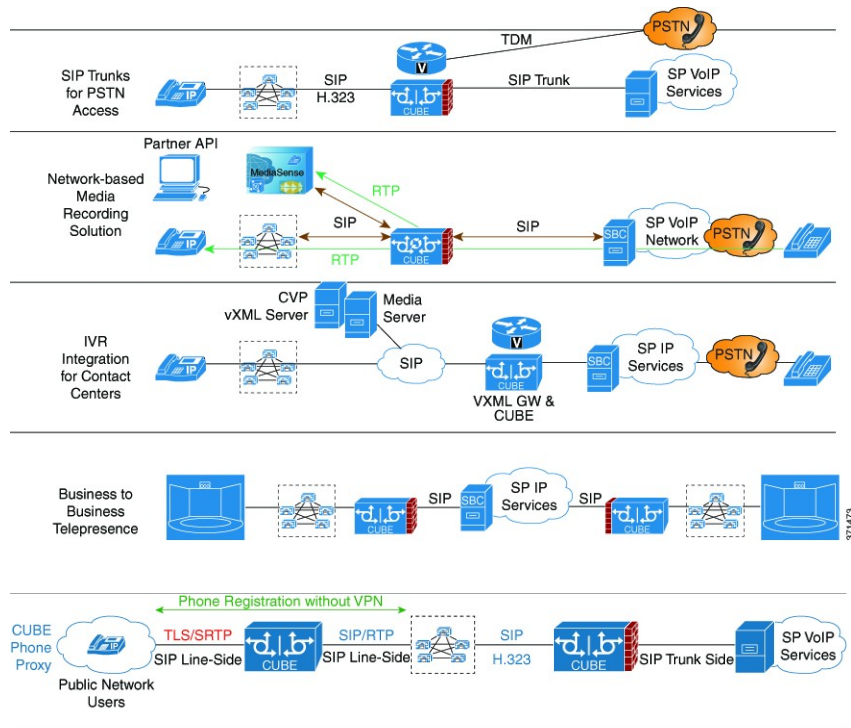 PSTN
TDM
V
SIP Trunks
for PSTN
Access
IP
SIP
H.323
CUBE
SIP Trunk
SP VoIP
Services
Partner API
Network-based
Media
Recording
Solution
MediaSense
RTP
IP
SIP
RTP
CUBE
SIP
SBC
SP VoIP
Network
PSTN
CVP
vXML Server
Media
Server
IVR
Integration
for Contact
Centers
IP
SIP
V
CUBE
VXML GW &
CUBE
SBC
SP IP
Services
PSTN
Business to
Business
Telepresence
CUBE
SIP
SBC
SP IP
Services
SIP
CUBE
371473
Phone Registration without VPN
CUBE
Phone
Proxy
IP
Public Network
Users
TLS/SRTP
SIP Line-Side
CUBE
SIP/RTP
SIP Line-Side
SIP
H.323
CUBE
SIP Trunk Side
SP VoIP
Services